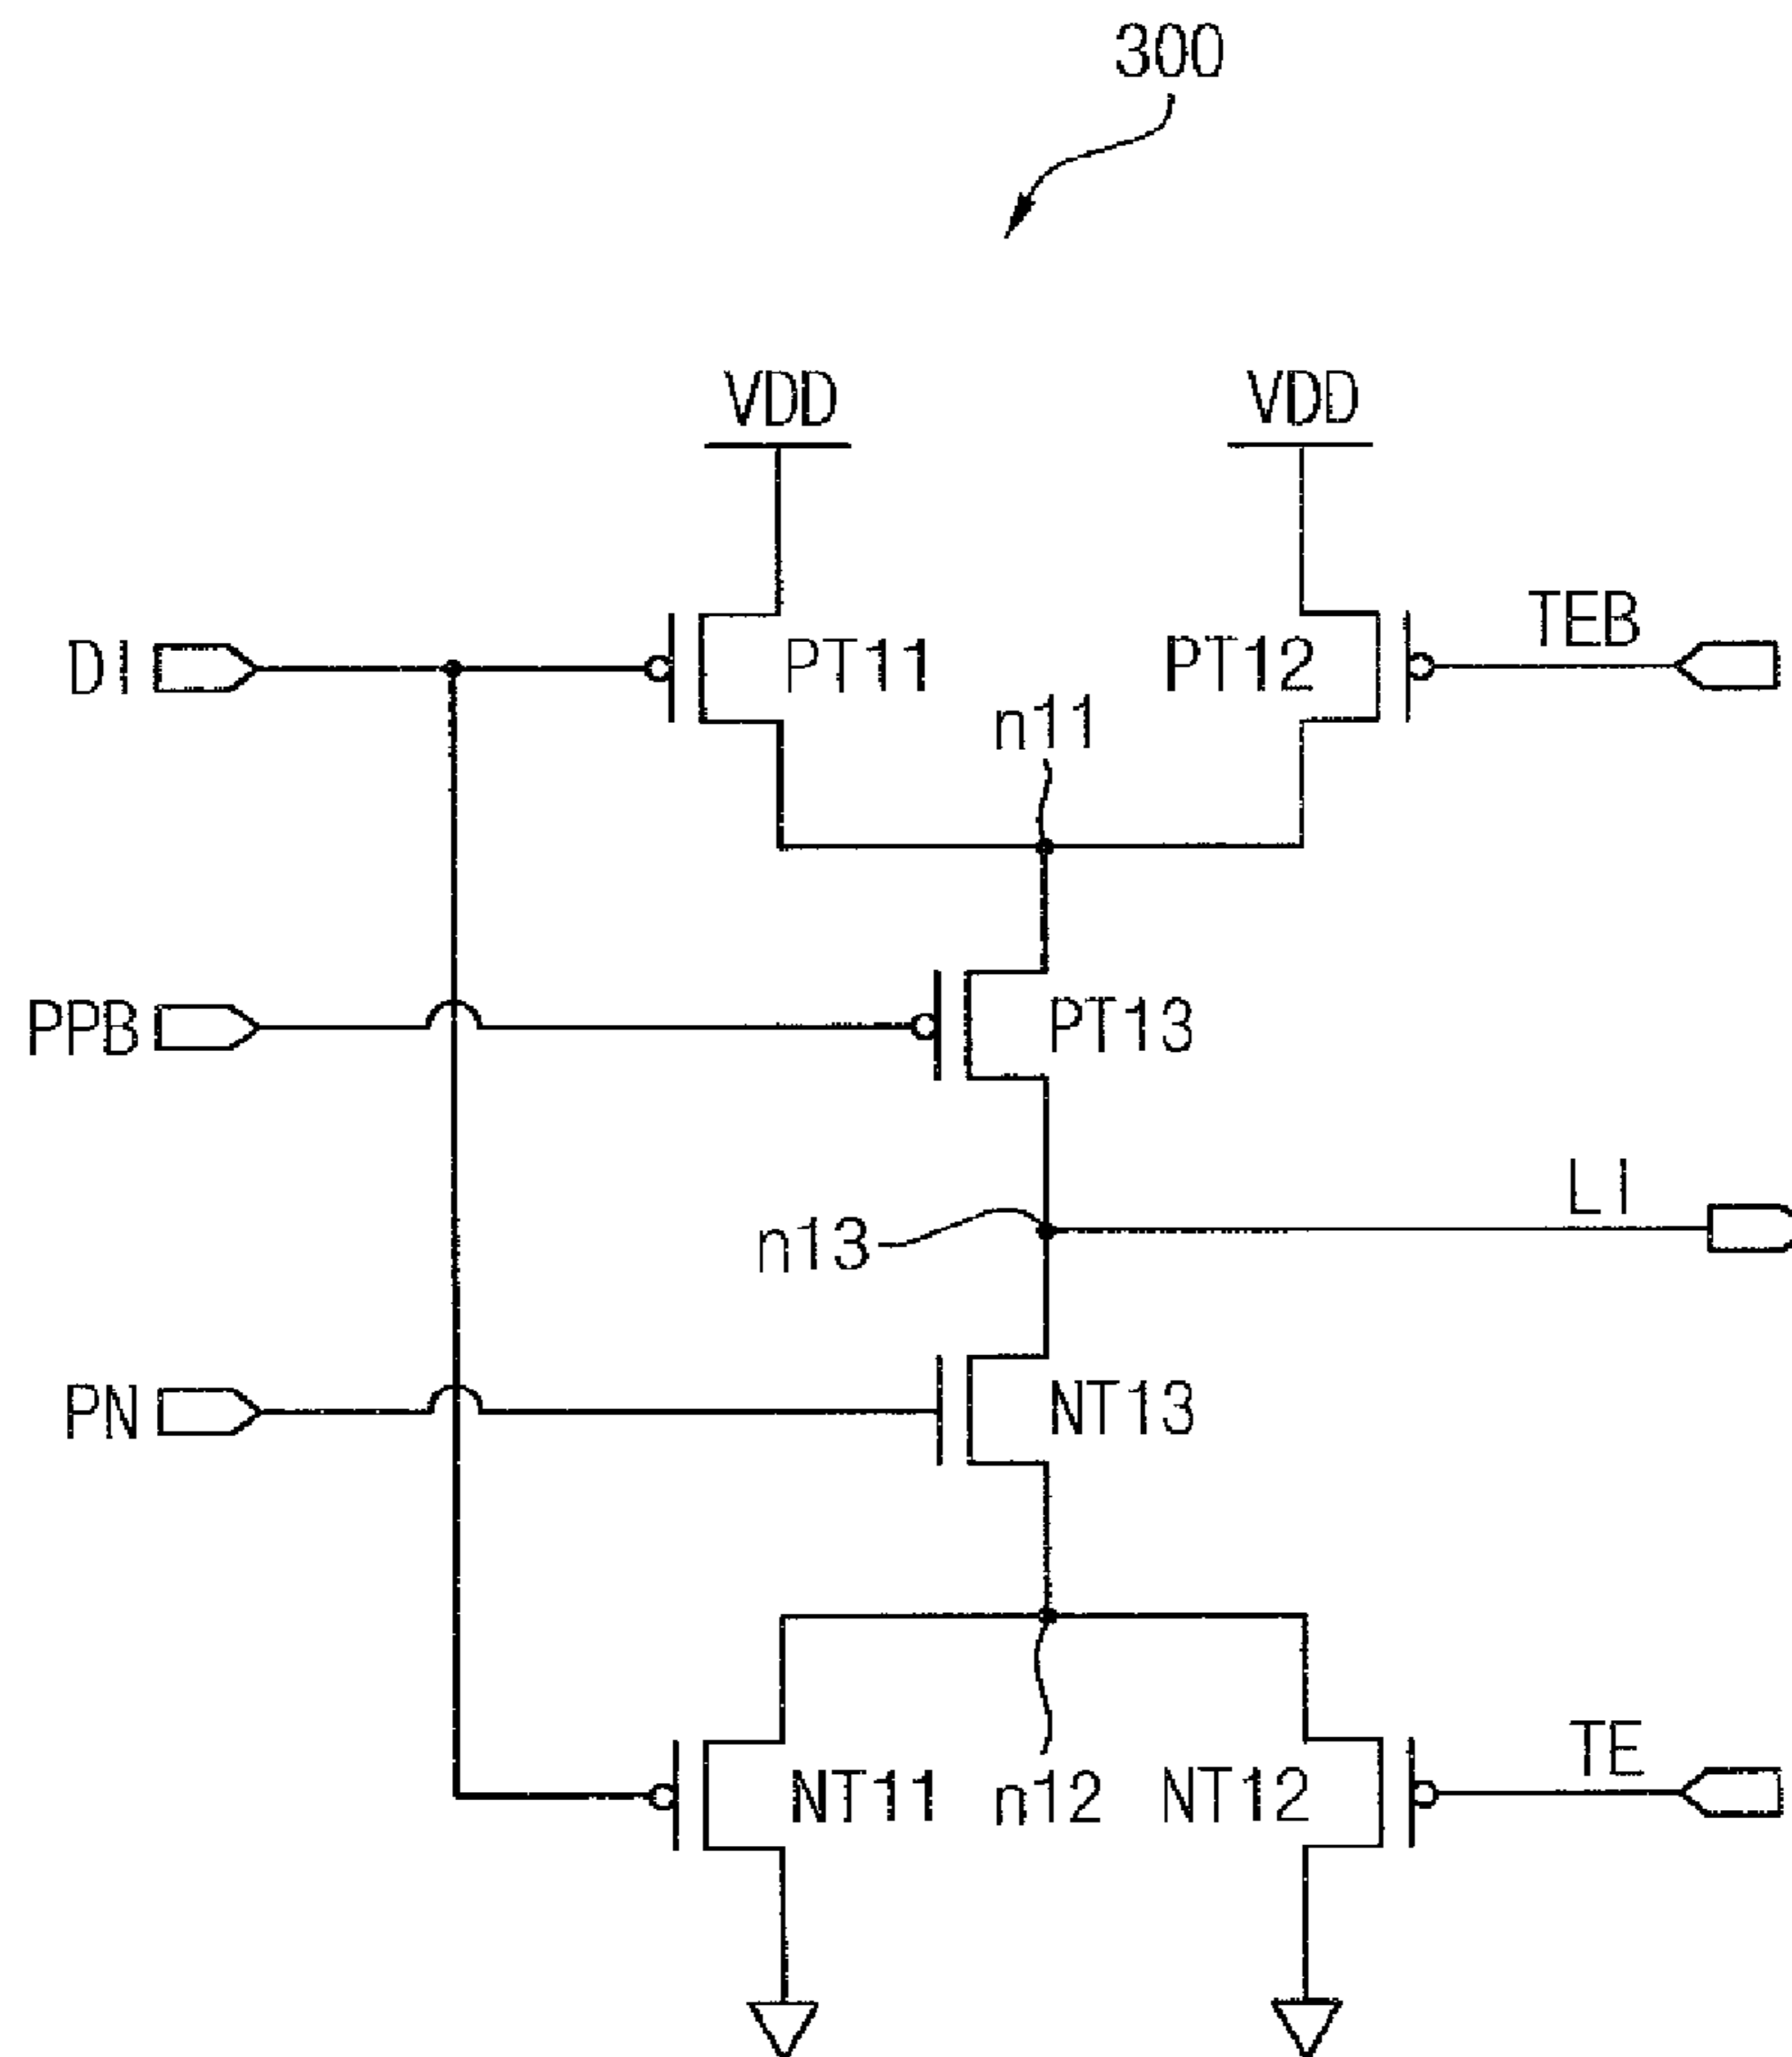 300
VDD
VDD
DI
PT11
PT12
TEB
n11
PPB
PT13
LI
n13
PN
NT13
TE
NT11
n12
NT12